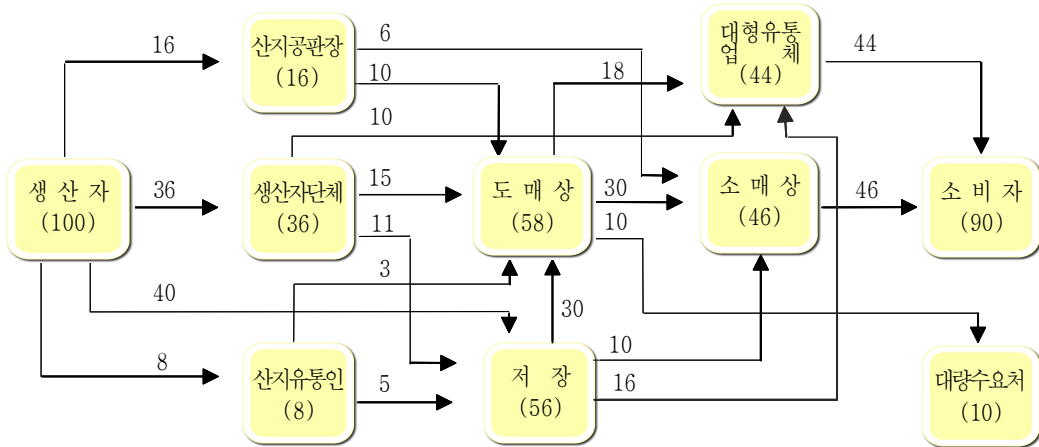 16
산지공판장
(16)
6
10
대형유통
업 체
(44)
44
18
10
생 산 자
(100)
36
생산자단체
(36)
15
11
도 매 상
(58)
30
10
소 매 상
(46)
46
소 비 자
(90)
3
40
30
8
산지유통인
(8)
5
저 장
(56)
10
16
대량수요처
(10)